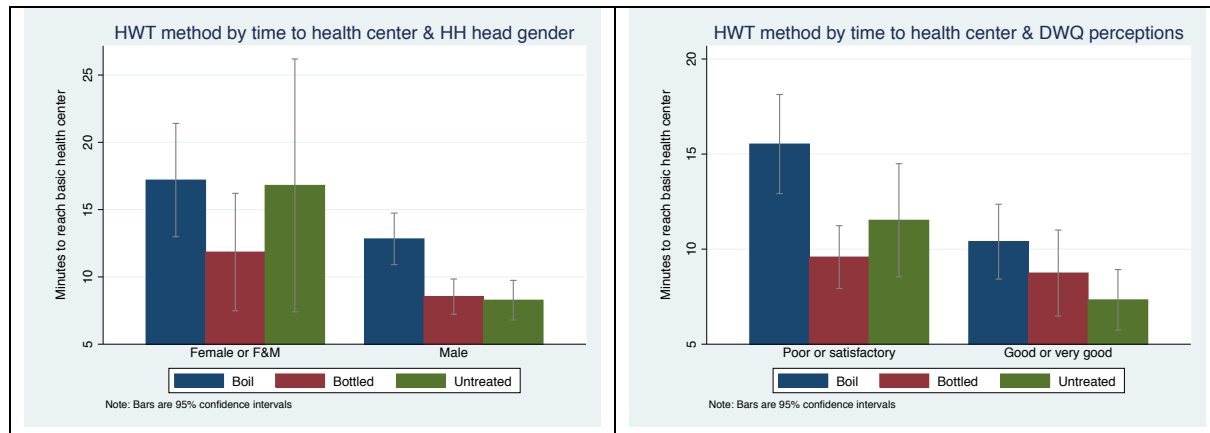 HWT method by time to health center & HH head gender
Minutes to reach basic health center
25
20
15
10
5
Female or F&M Male
Boil Bottled Untreated
Note: Bars are 95% confidence intervals
HWT method by time to health center & DWQ perceptions
Minutes to reach basic health center
20
15
10
5
Poor or satisfactory Good or very good
Boil Bottled Untreated
Note: Bars are 95% confidence intervals